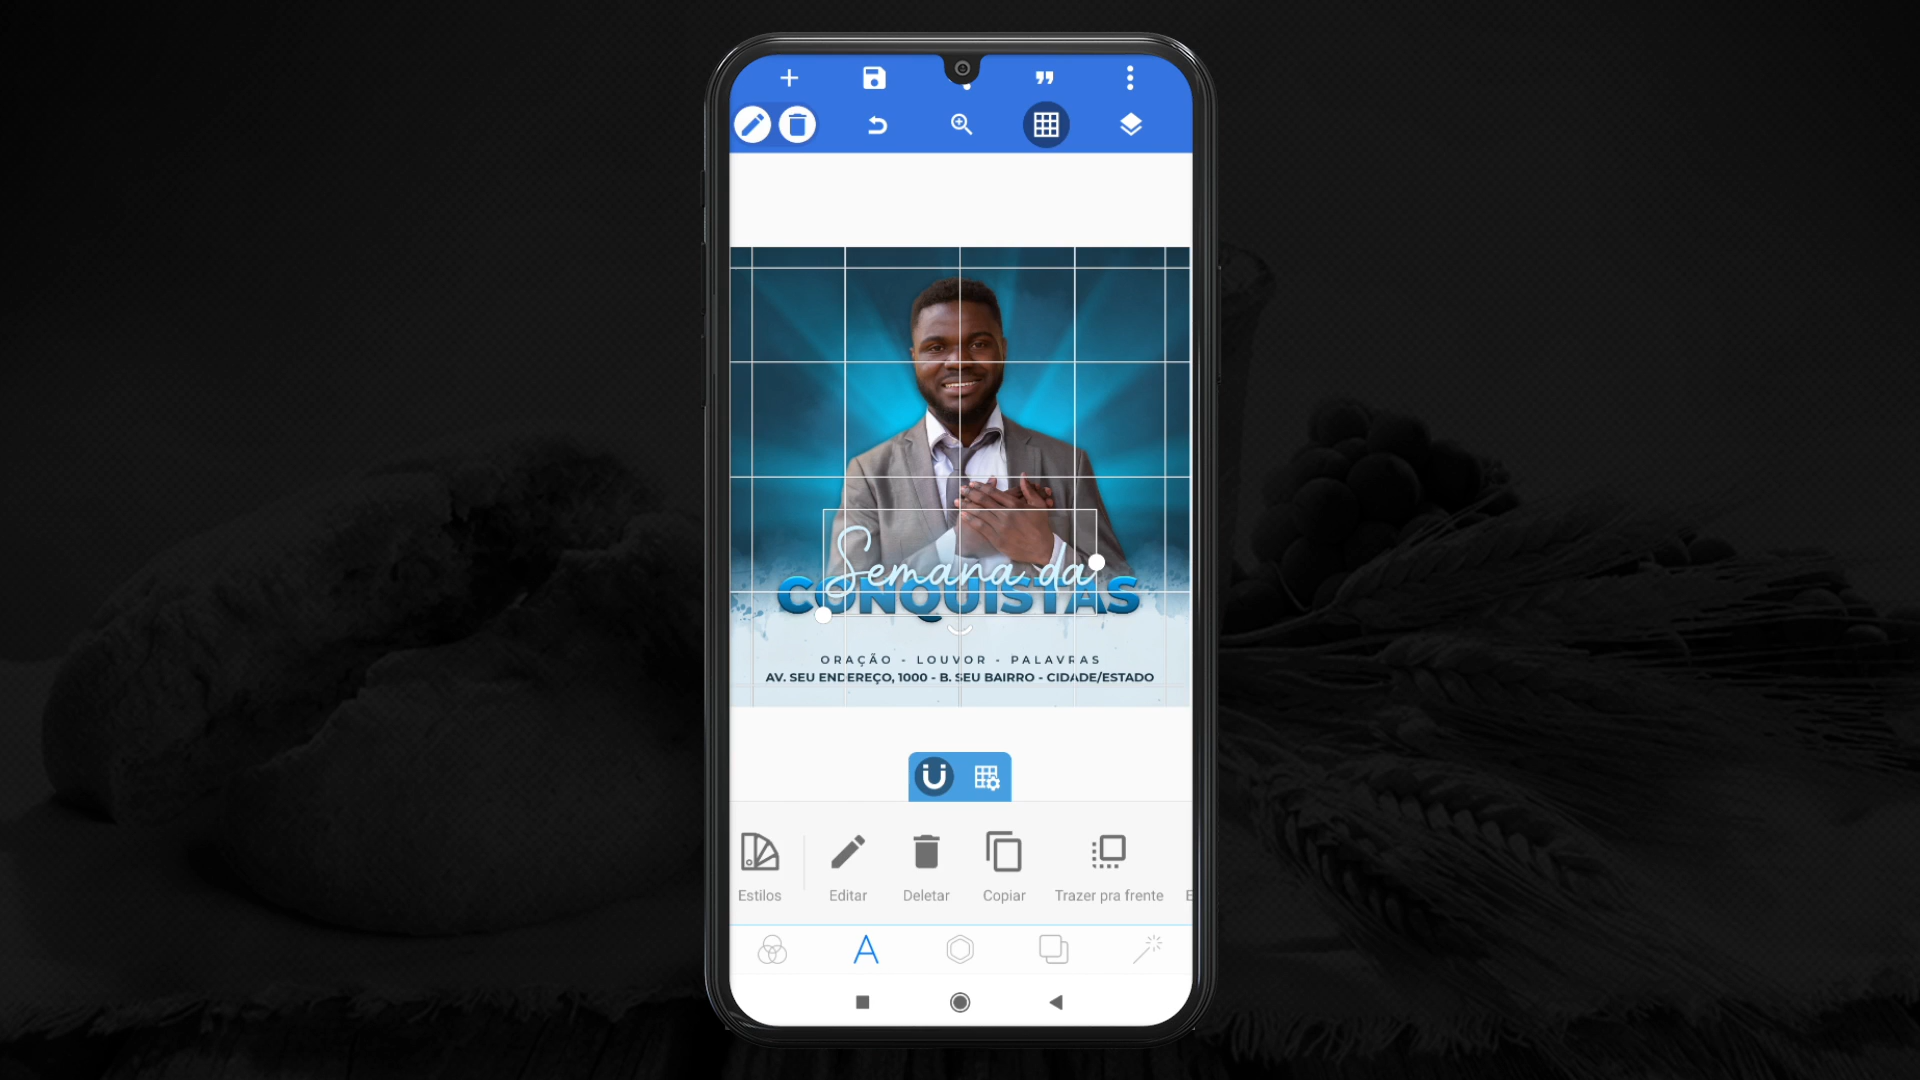 Semana da
CONQUISTAS
ORAÇÃO - LOUVOR - PALAVRAS
AV. SEU ENDEREÇO, 1000 - B. SEU BAIRRO - CIDADE/ESTADO
Estilos
Editar
Deletar
Copiar
Trazer pra frente
E